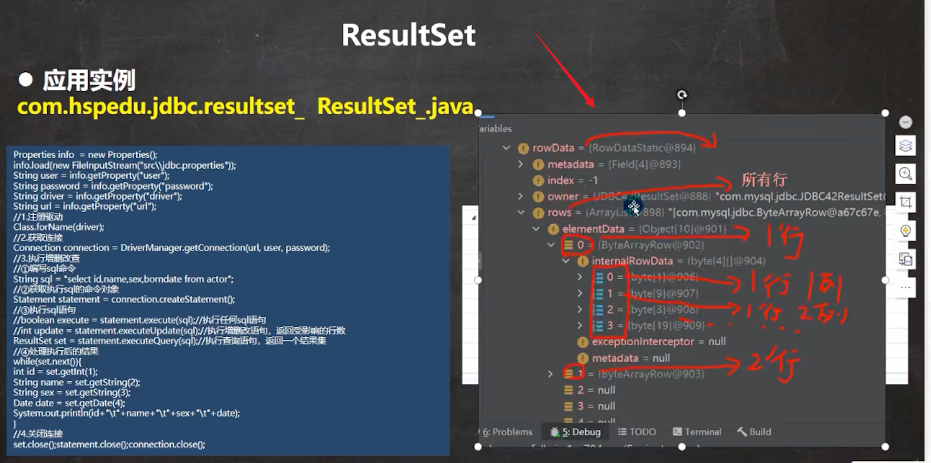 ResultSet
● 应用实例
com.hspedu.jdbc.resultset_ ResultSet_.java
Properties info = new Properties();
info.load(new FileInputStream("src\\jdbc.properties"));
String user = info.getProperty("user");
String password = info.getProperty("password");
String driver = info.getProperty("driver");
String url = info.getProperty("url");
//1.注册驱动
Class.forName(driver);
//2.获取连接
Connection connection = DriverManager.getConnection(url, user, password);
//3.执行增删改查
//①编写sql命令
String sql = "select id,name,sex,borndate from actor";
//②获取执行sql的命令对象
Statement statement = connection.createStatement();
//③执行sql语句
//boolean execute = statement.execute(sql);//执行任何sql语句
//int update = statement.executeUpdate(sql);//执行增删改语句，返回受影响的行数
ResultSet set = statement.executeQuery(sql);//执行查询语句，返回一个结果集
//④处理执行后的结果
while(set.next()){
int id = set.getInt(1);
String name = set.getString(2);
String sex = set.getString(3);
Date date = set.getDate(4);
System.out.println(id+"\t"+name+"\t"+sex+"\t"+date);
}
//4.关闭连接
set.close();statement.close();connection.close();
ariables
rowData = {RowDataStatic@894}
metadata = {Field[4]@893}
index = -1
所有行
owner = {JDBC42ResultSet@888} "com.mysql.jdbc.JDBC42ResultSet@
rows = {ArrayList@898} "[com.mysql.jdbc.ByteArrayRow@a67c67e,
elementData = {Object[10]@901}
0 = {ByteArrayRow@902} 1行
internalRowData = {byte[4][]@904}
0 = {byte[1]@906} 1行 1列
1 = {byte[9]@907} 1行 2列
2 = {byte[3]@908}
3 = {byte[19]@909}
exceptionInterceptor = null
metadata = null
1 = {ByteArrayRow@903} 2行
2 = null
3 = null
4 = null
6: Problems 5: Debug TODO Terminal Build